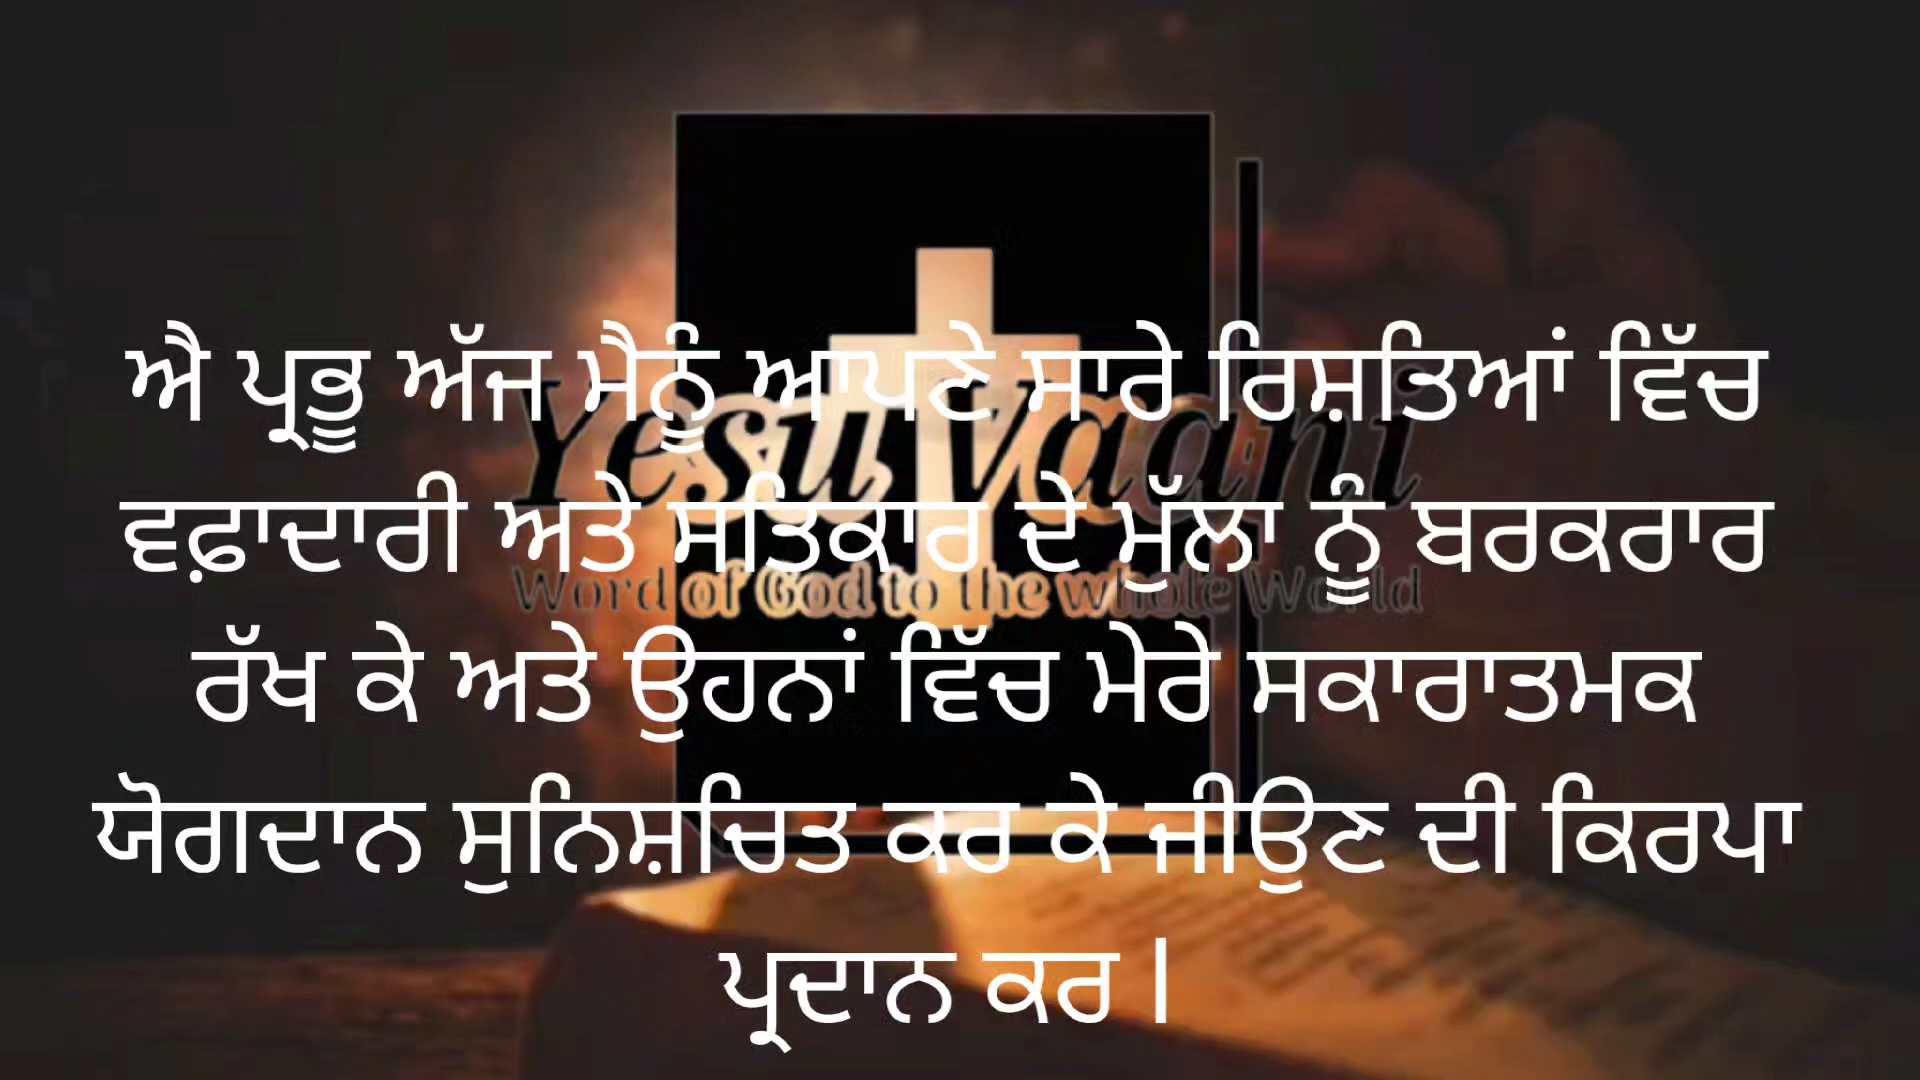 ਐ ਪ੍ਰਭੂ ਅੱਜ ਮੈਨੂੰ ਆਪਣੇ ਸਾਰੇ ਰਿਸ਼ਤਿਆਂ ਵਿੱਚ
Yesu Vaani
ਵਫ਼ਾਦਾਰੀ ਅਤੇ ਸਤਿਕਾਰ ਦੇ ਮੁੱਲਾ ਨੂੰ ਬਰਕਰਾਰ
Word of God to the whole World
ਰੱਖ ਕੇ ਅਤੇ ਉਹਨਾਂ ਵਿੱਚ ਮੇਰੇ ਸਕਾਰਾਤਮਕ
ਯੋਗਦਾਨ ਸੁਨਿਸ਼ਚਿਤ ਕਰ ਕੇ ਜੀਉਣ ਦੀ ਕਿਰਪਾ
ਪ੍ਰਦਾਨ ਕਰ |